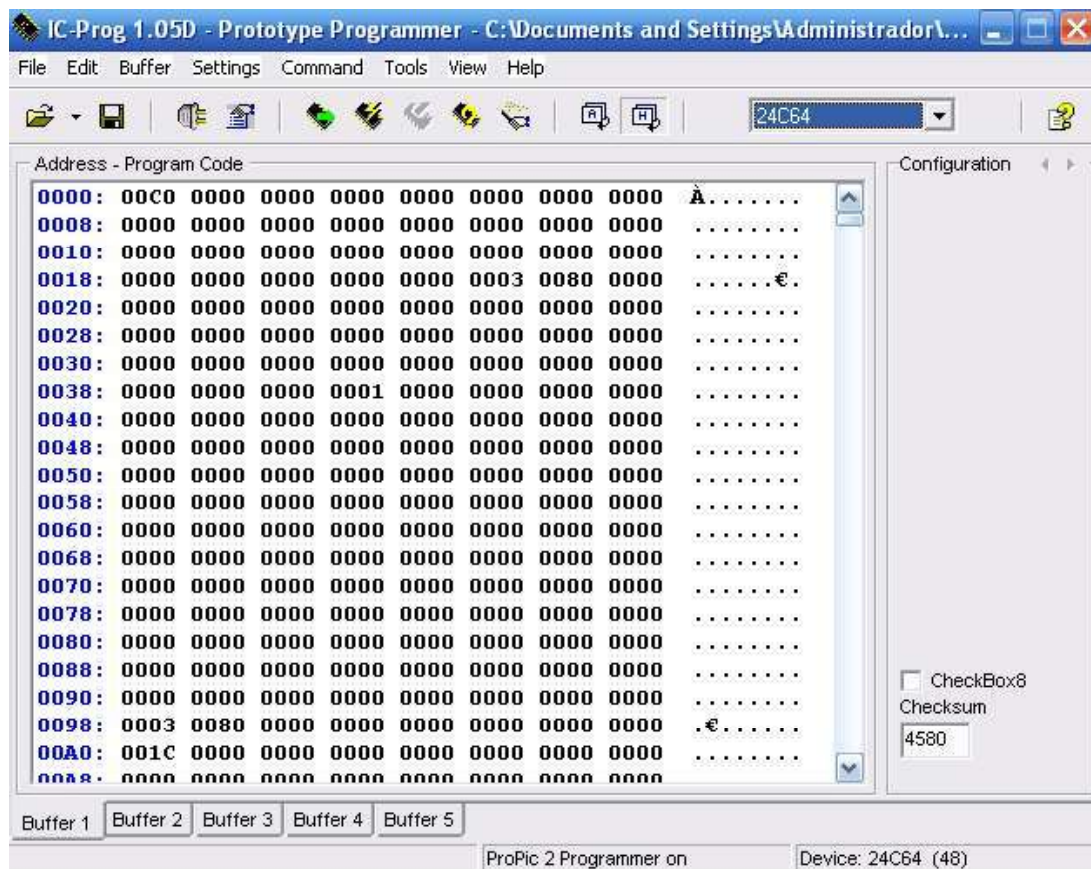 IC-Prog 1.05D - Prototype Programmer - C:\Documents and Settings\Administrador\...
File Edit Buffer Settings Command Tools View Help
24C64
Address - Program Code
Configuration
0000: 00C0 0000 0000 0000 0000 0000 0000 0000 À.......
0008: 0000 0000 0000 0000 0000 0000 0000 0000 ........
0010: 0000 0000 0000 0000 0000 0000 0000 0000 ........
0018: 0000 0000 0000 0000 0000 0003 0080 0000 ......€.
0020: 0000 0000 0000 0000 0000 0000 0000 0000 ........
0028: 0000 0000 0000 0000 0000 0000 0000 0000 ........
0030: 0000 0000 0000 0000 0000 0000 0000 0000 ........
0038: 0000 0000 0000 0001 0000 0000 0000 0000 ........
0040: 0000 0000 0000 0000 0000 0000 0000 0000 ........
0048: 0000 0000 0000 0000 0000 0000 0000 0000 ........
0050: 0000 0000 0000 0000 0000 0000 0000 0000 ........
0058: 0000 0000 0000 0000 0000 0000 0000 0000 ........
0060: 0000 0000 0000 0000 0000 0000 0000 0000 ........
0068: 0000 0000 0000 0000 0000 0000 0000 0000 ........
0070: 0000 0000 0000 0000 0000 0000 0000 0000 ........
0078: 0000 0000 0000 0000 0000 0000 0000 0000 ........
0080: 0000 0000 0000 0000 0000 0000 0000 0000 ........
0088: 0000 0000 0000 0000 0000 0000 0000 0000 ........
0090: 0000 0000 0000 0000 0000 0000 0000 0000 ........
0098: 0003 0080 0000 0000 0000 0000 0000 0000 .€......
00A0: 001C 0000 0000 0000 0000 0000 0000 0000 ........
00A8: 0000 0000 0000 0000 0000 0000 0000 0000
CheckBox8
Checksum
4580
Buffer 1 Buffer 2 Buffer 3 Buffer 4 Buffer 5
ProPic 2 Programmer on Device: 24C64 (48)